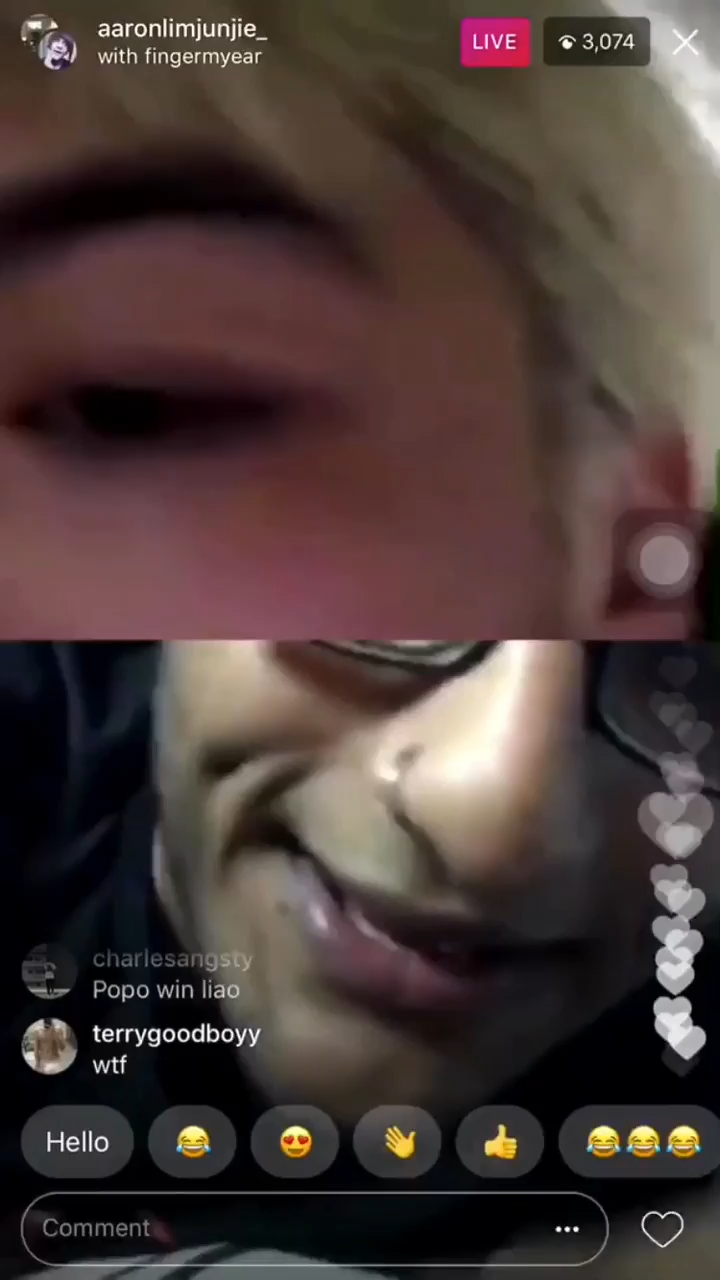 aaronlimjunjie_
with fingermyear
LIVE
3,074
charlesangsty
Popo win liao
terrygoodboyy
wtf
Hello
Comment